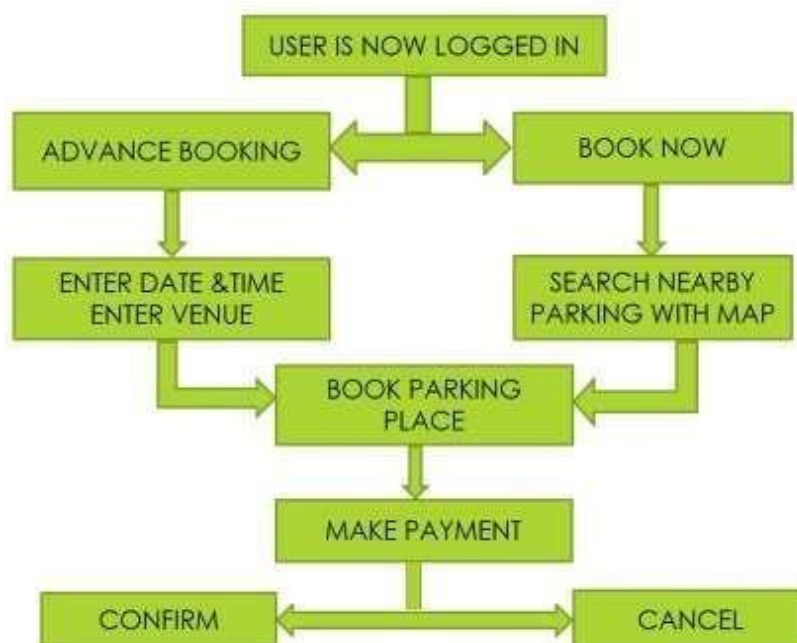 USER IS NOW LOGGED IN
ADVANCE BOOKING
BOOK NOW
ENTER DATE &TIME
ENTER VENUE
SEARCH NEARBY
PARKING WITH MAP
BOOK PARKING
PLACE
MAKE PAYMENT
CONFIRM
CANCEL